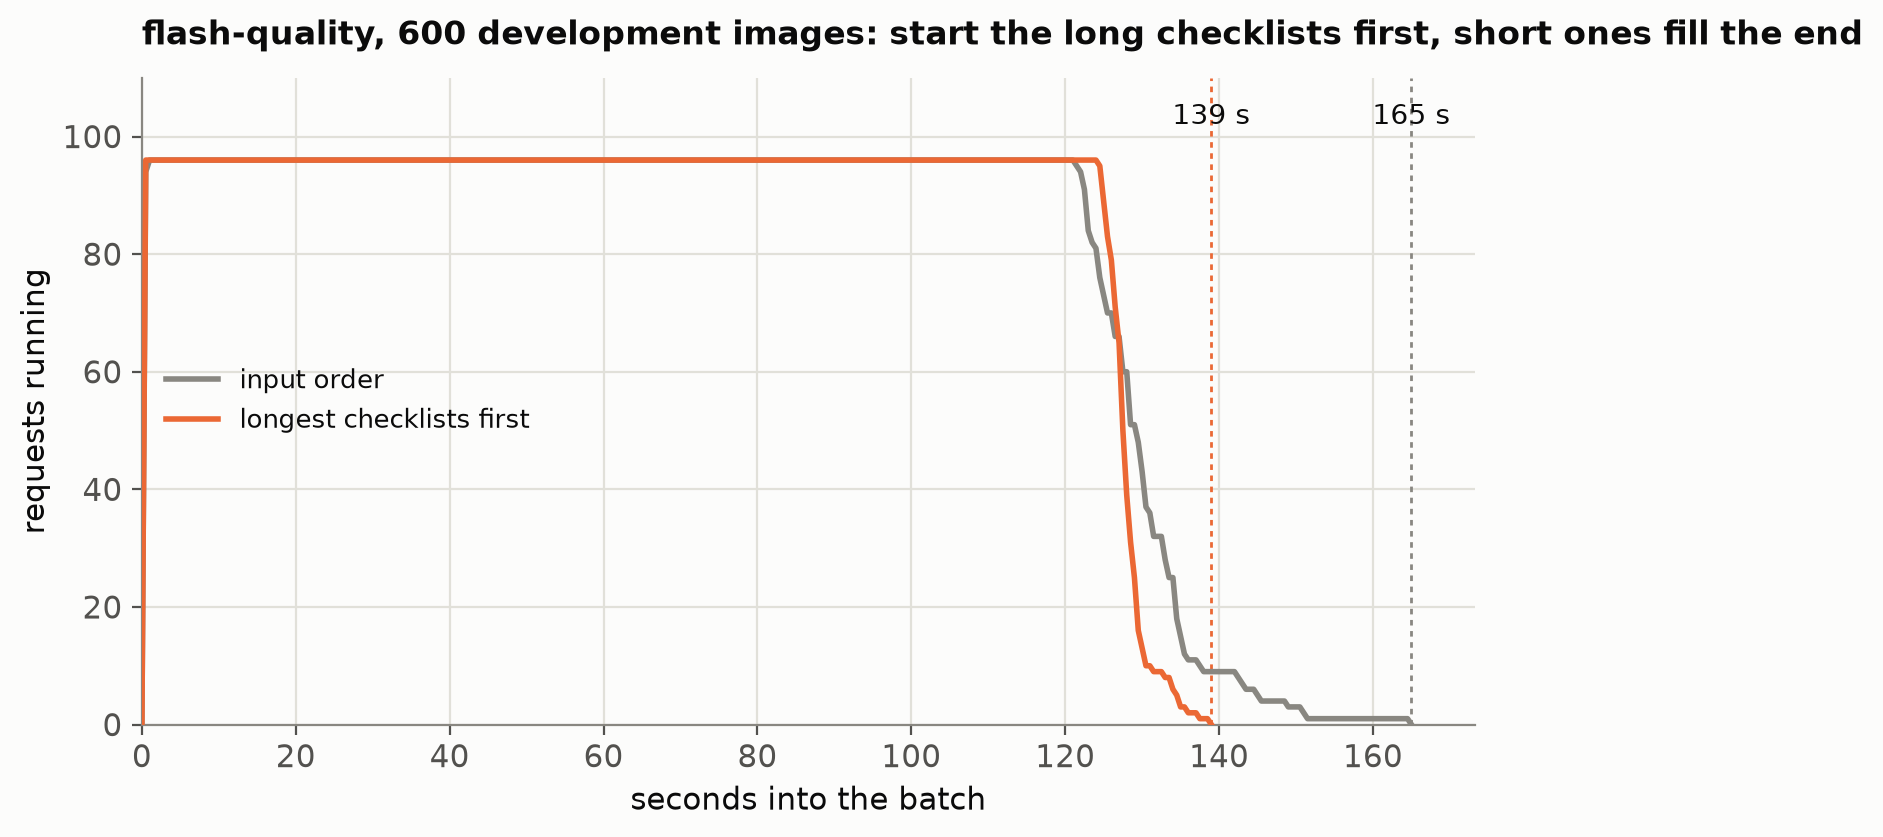 flash-quality, 600 development images: start the long checklists first, short ones fill the end
139 s
165 s
100
80
60
40
20
0
requests running
input order
longest checklists first
0 20 40 60 80 100 120 140 160
seconds into the batch